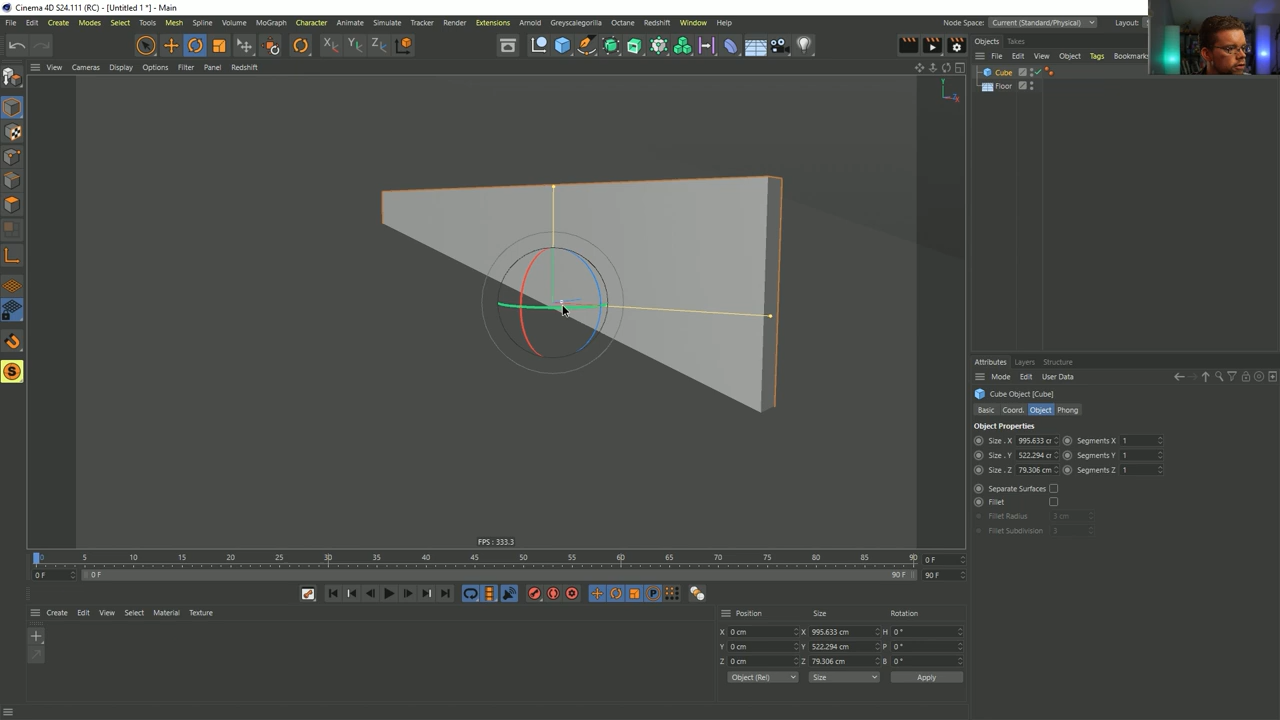 Cinema 4D S24.111 (RC) - [Untitled 1 *] - Main
File Edit Create Modes Select Tools Mesh Spline Volume MoGraph Character Animate Simulate Tracker Render Extensions Arnold Greyscalegorilla Octane Redshift Window Help
Node Space: Current (Standard/Physical) Layout:
View Cameras Display Options Filter Panel Redshift
Objects Takes
File Edit View Object Tags Bookmarks
Cube
Floor
FPS : 333.3
Attributes Layers Structure
Mode Edit User Data
Cube Object [Cube]
Basic Coord. Object Phong
Object Properties
Size . X 995.633 cr Segments X 1
Size . Y 522.294 cr Segments Y 1
Size . Z 79.306 cm Segments Z 1
Separate Surfaces
Fillet
Fillet Radius 3 cm
Fillet Subdivision 3
0 5 10 15 20 25 30 35 40 45 50 55 60 65 70 75 80 85 90 0 F
0 F 0 F 90 F 90 F
Create Edit View Select Material Texture
Position Size Rotation
X 0 cm X 995.633 cm H 0 °
Y 0 cm Y 522.294 cm P 0 °
Z 0 cm Z 79.306 cm B 0 °
Object (Rel) Size Apply